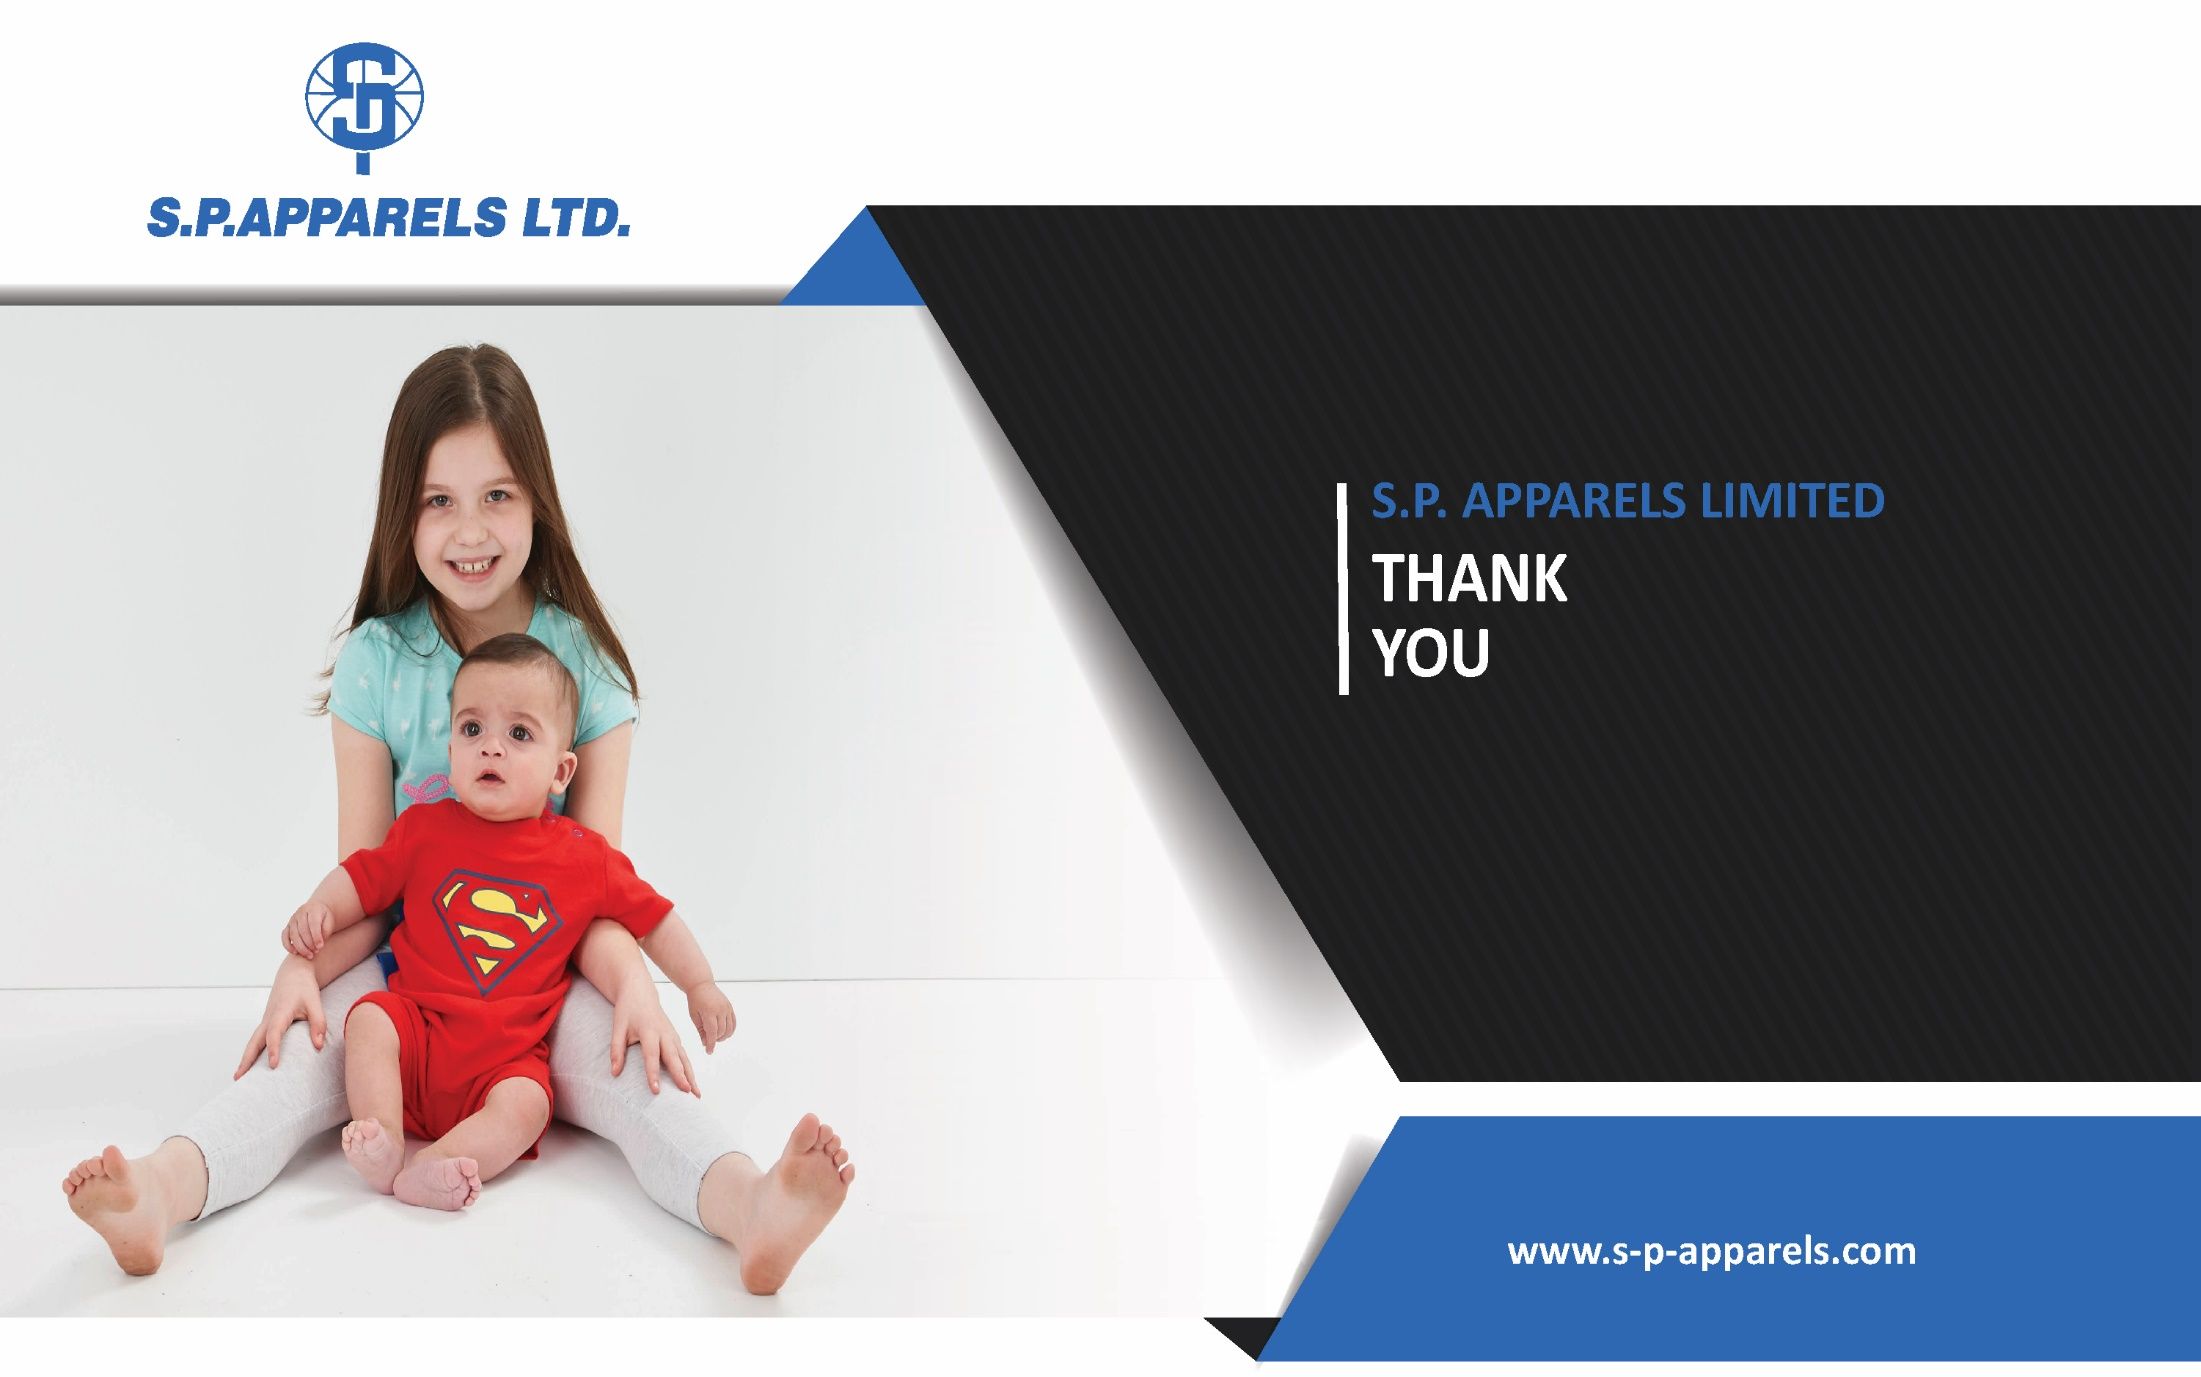 S.P.APPARELS LTD.
S.P. APPARELS LIMITED
THANK
YOU
www.s-p-apparels.com